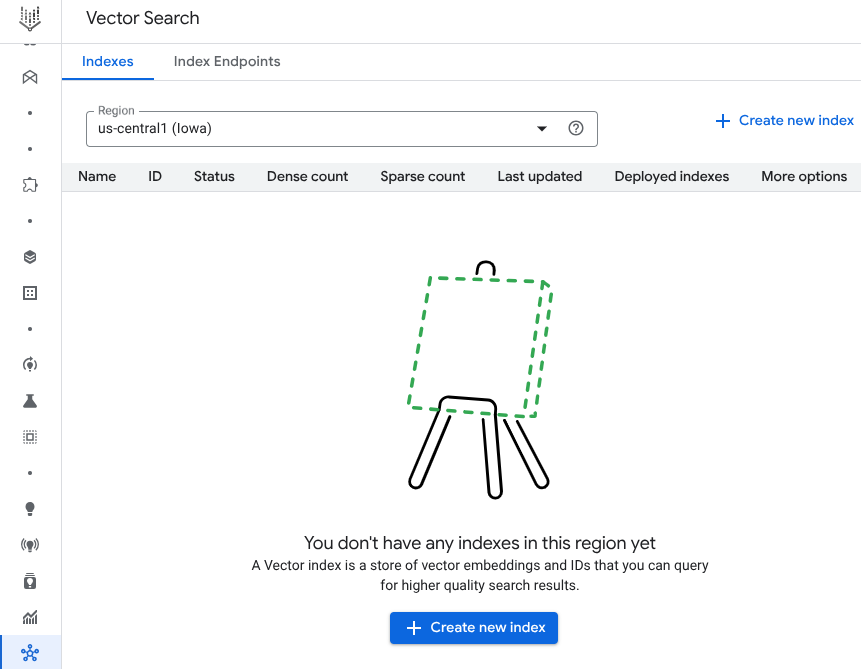 Vector Search
Indexes Index Endpoints
Region
us-central1 (Iowa)
Create new index
Name ID Status Dense count Sparse count Last updated Deployed indexes More options
You don't have any indexes in this region yet
A Vector index is a store of vector embeddings and IDs that you can query
for higher quality search results.
Create new index